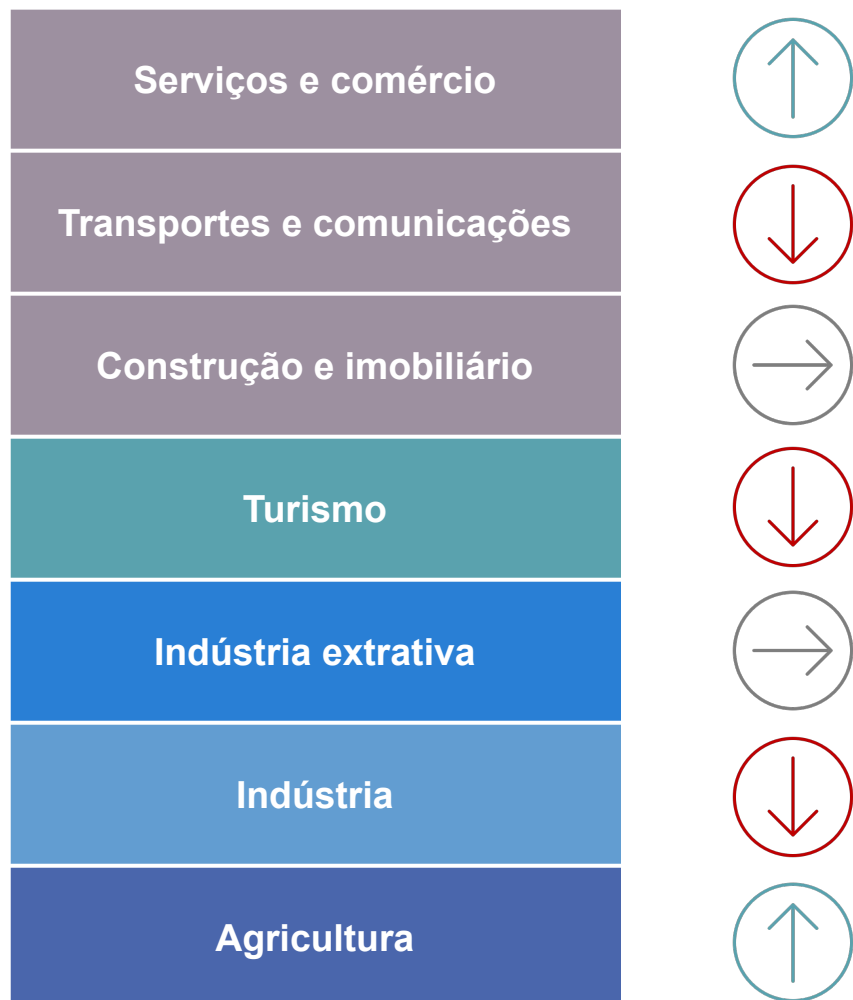 Serviços e comércio
Transportes e comunicações
Construção e imobiliário
Turismo
Indústria extrativa
Indústria
Agricultura